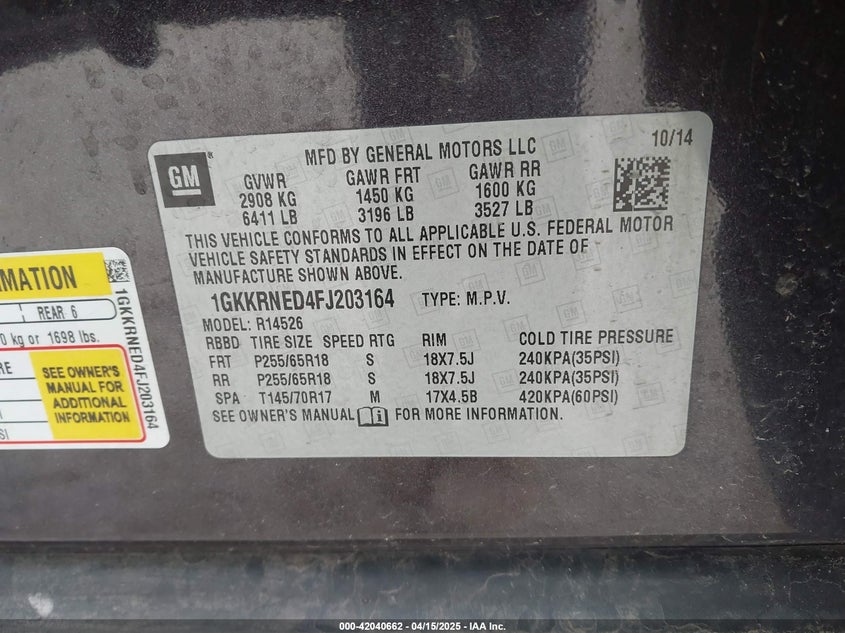 GM
MFD BY GENERAL MOTORS LLC
10/14
GVWR GAWR FRT GAWR RR
2908 KG 1450 KG 1600 KG
6411 LB 3196 LB 3527 LB
THIS VEHICLE CONFORMS TO ALL APPLICABLE U.S. FEDERAL MOTOR
VEHICLE SAFETY STANDARDS IN EFFECT ON THE DATE OF
MANUFACTURE SHOWN ABOVE.
1GKKRNED4FJ203164 TYPE: M.P.V.
MODEL: R14526
RBBD TIRE SIZE SPEED RTG RIM COLD TIRE PRESSURE
FRT P255/65R18 S 18X7.5J 240KPA(35PSI)
RR P255/65R18 S 18X7.5J 240KPA(35PSI)
SPA T145/70R17 M 17X4.5B 420KPA(60PSI)
SEE OWNER'S MANUAL FOR MORE INFORMATION.
REAR 6
kg or 1698 lbs.
SEE OWNER'S
MANUAL FOR
ADDITIONAL
INFORMATION
1GKKRNED4FJ203164
000-42040662 - 04/15/2025 - IAA Inc.